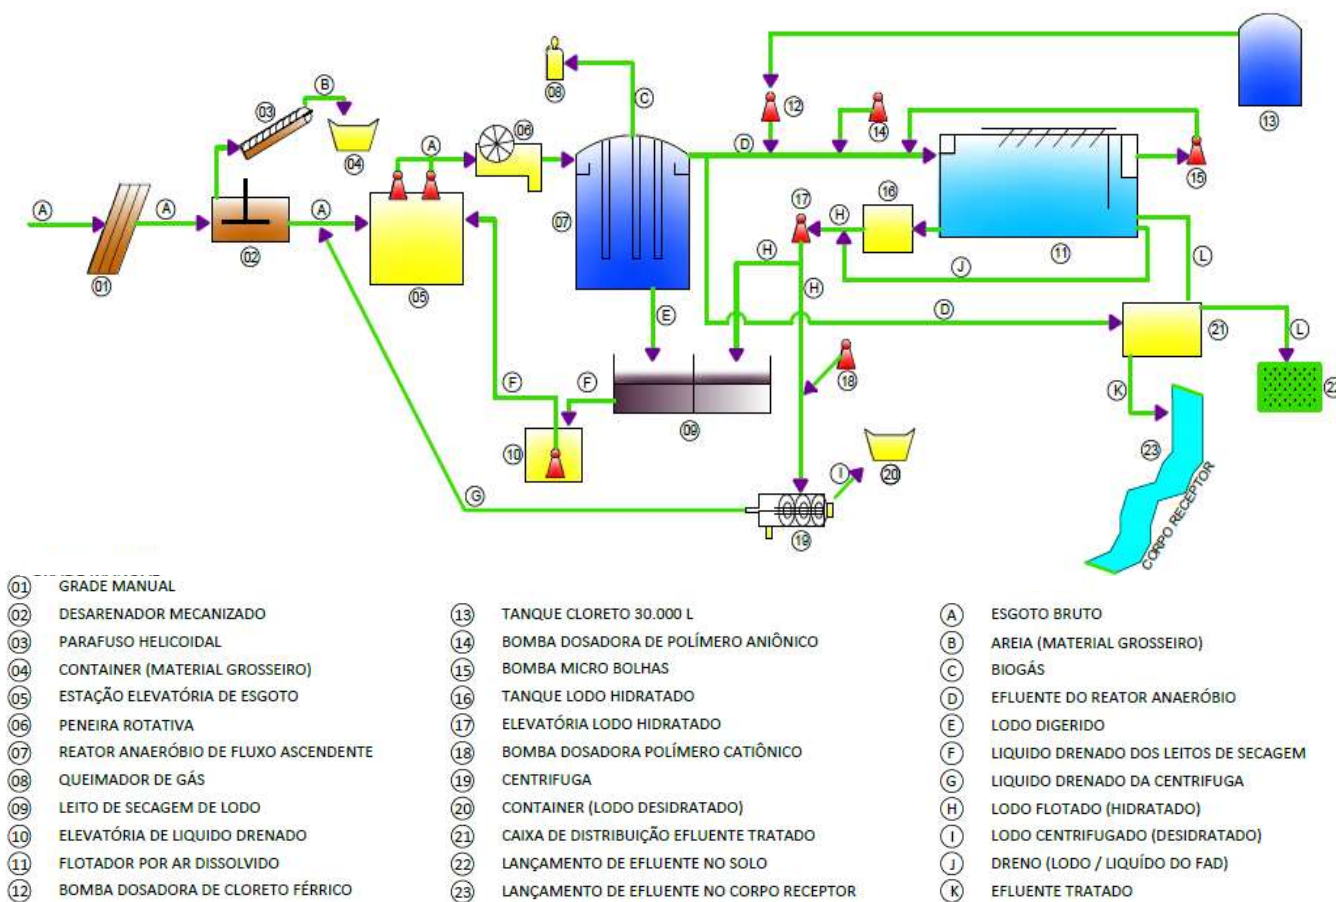 B
03
04
A
A
01
02
A
05
A
06
08
C
07
E
F
F
10
09
G
D
12
14
13
15
16
17
H
H
H
J
11
L
D
21
L
22
K
23
CORPO RECEPTOR
18
I
20
19
01 GRADE MANUAL
02 DESARENADOR MECANIZADO
03 PARAFUSO HELICOIDAL
04 CONTAINER (MATERIAL GROSSEIRO)
05 ESTAÇÃO ELEVATÓRIA DE ESGOTO
06 PENEIRA ROTATIVA
07 REATOR ANAERÓBIO DE FLUXO ASCENDENTE
08 QUEIMADOR DE GÁS
09 LEITO DE SECAGEM DE LODO
10 ELEVATÓRIA DE LIQUIDO DRENADO
11 FLOTADOR POR AR DISSOLVIDO
12 BOMBA DOSADORA DE CLORETO FÉRRICO
13 TANQUE CLORETO 30.000 L
14 BOMBA DOSADORA DE POLÍMERO ANIÔNICO
15 BOMBA MICRO BOLHAS
16 TANQUE LODO HIDRATADO
17 ELEVATÓRIA LODO HIDRATADO
18 BOMBA DOSADORA POLÍMERO CATIÔNICO
19 CENTRIFUGA
20 CONTAINER (LODO DESIDRATADO)
21 CAIXA DE DISTRIBUIÇÃO EFLUENTE TRATADO
22 LANÇAMENTO DE EFLUENTE NO SOLO
23 LANÇAMENTO DE EFLUENTE NO CORPO RECEPTOR
A ESGOTO BRUTO
B AREIA (MATERIAL GROSSEIRO)
C BIOGÁS
D EFLUENTE DO REATOR ANAERÓBIO
E LODO DIGERIDO
F LIQUIDO DRENADO DOS LEITOS DE SECAGEM
G LIQUIDO DRENADO DA CENTRIFUGA
H LODO FLOTADO (HIDRATADO)
I LODO CENTRIFUGADO (DESIDRATADO)
J DRENO (LODO / LIQUÍDO DO FAD)
K EFLUENTE TRATADO